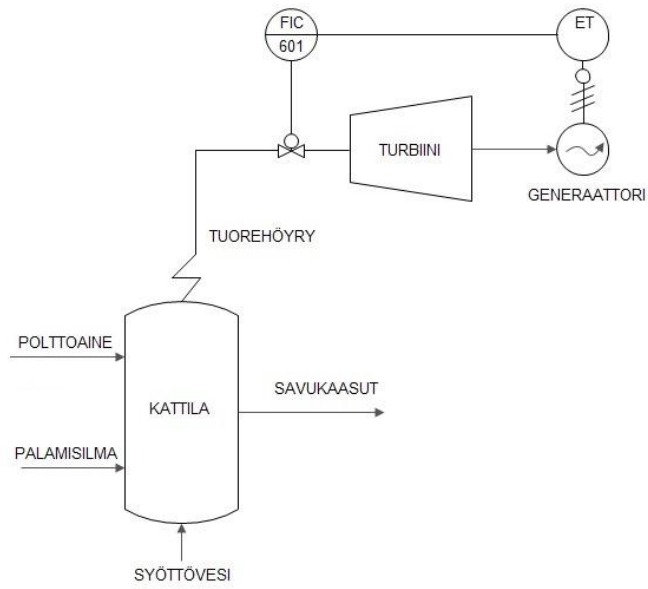 FIC
601
ET
TURBIINI
GENERAATTORI
TUOREHÖYRY
POLTTOAINE
KATTILA
SAVUKAASUT
PALAMISILMA
SYÖTTÖVESI